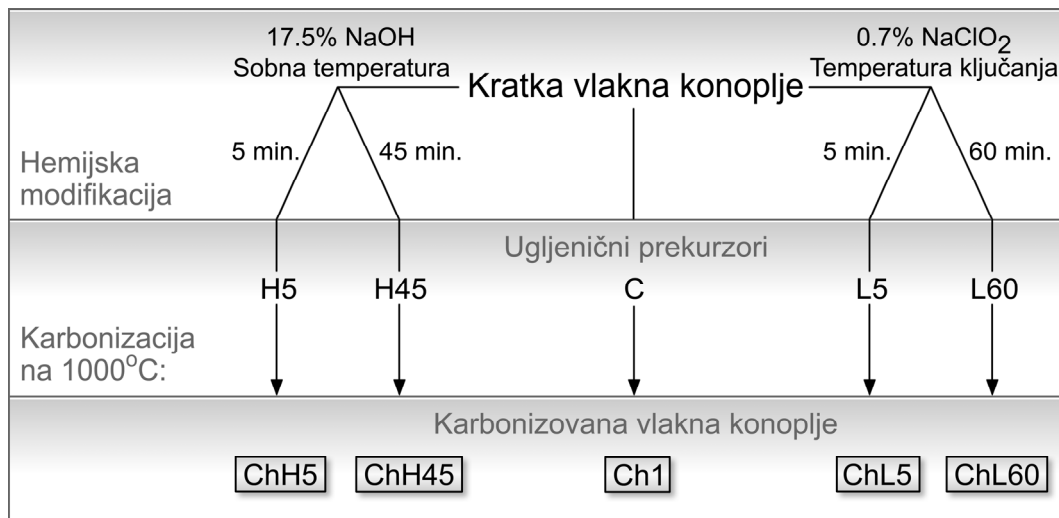 17.5% NaOH
Sobna temperatura
0.7% NaClO2
Temperatura ključanja
Kratka vlakna konoplje
5 min.
45 min.
5 min.
60 min.
Hemijska
modifikacija
Ugljenični prekurzori
H5
H45
C
L5
L60
Karbonizacija
na 1000°C:
Karbonizovana vlakna konoplje
ChH5
ChH45
Ch1
ChL5
ChL60